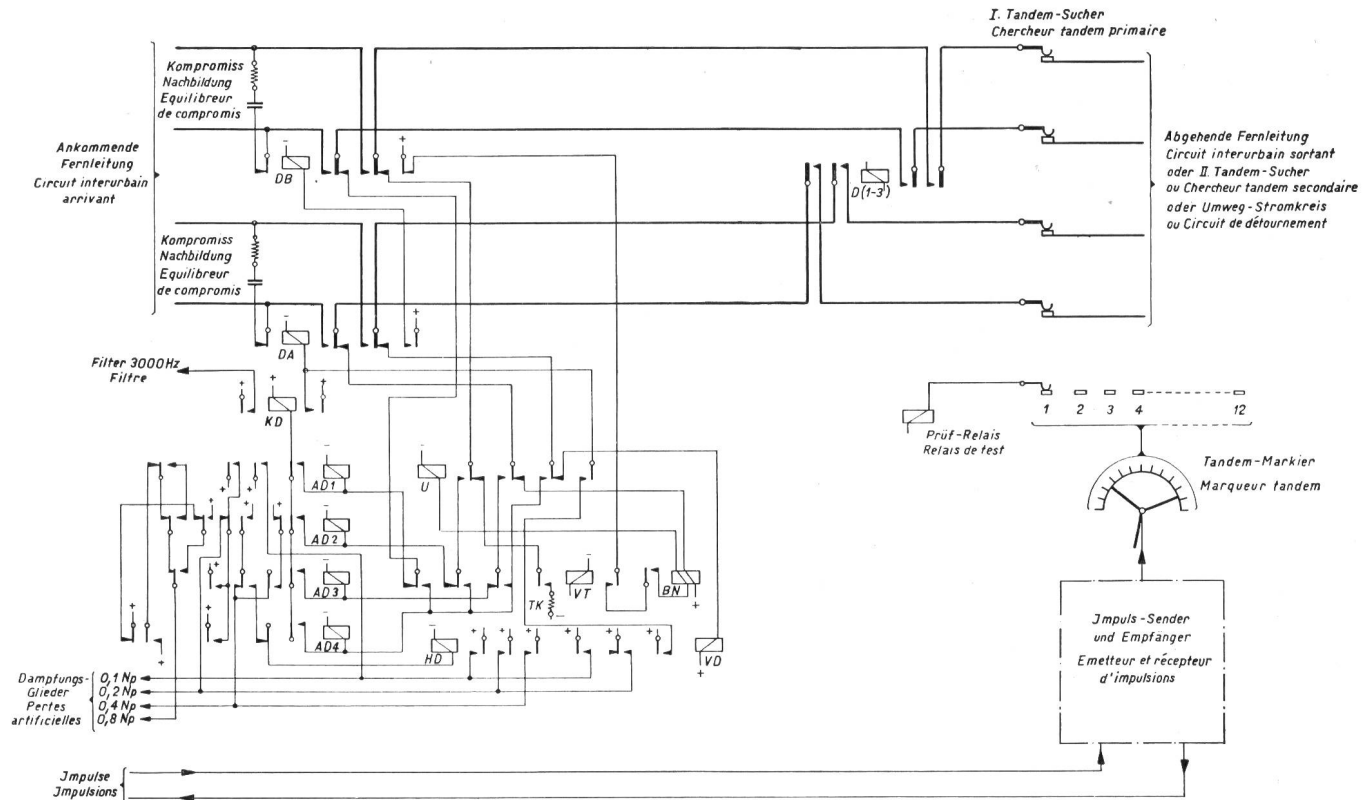 I. Tandem-Sucher
Chercheur tandem primaire
Kompromiss
Nachbildung
Equilibreur
de compromis
Ankommende
Fernleitung
Circuit interurbain
arrivant
DB
D(1-3)
Abgehende Fernleitung
Circuit interurbain sortant
oder II. Tandem-Sucher
ou Chercheur tandem secondaire
oder Umweg-Stromkreis
ou Circuit de détournement
Kompromiss
Nachbildung
Equilibreur
de compromis
DA
Filter 3000Hz
Filtre
KD
1 2 3 4 12
Prüf-Relais
Relais de test
Tandem-Markier
Marqueur tandem
AD1
U
AD2
AD3
TK
VT
BN
AD4
HD
VD
Jmpuls-Sender
und Empfänger
Emetteur et récepteur
d'impulsions
Dämpfungs-
Glieder
Pertes
artificielles
0,1 Np
0,2 Np
0,4 Np
0,8 Np
Jmpulse
Jmpulsions